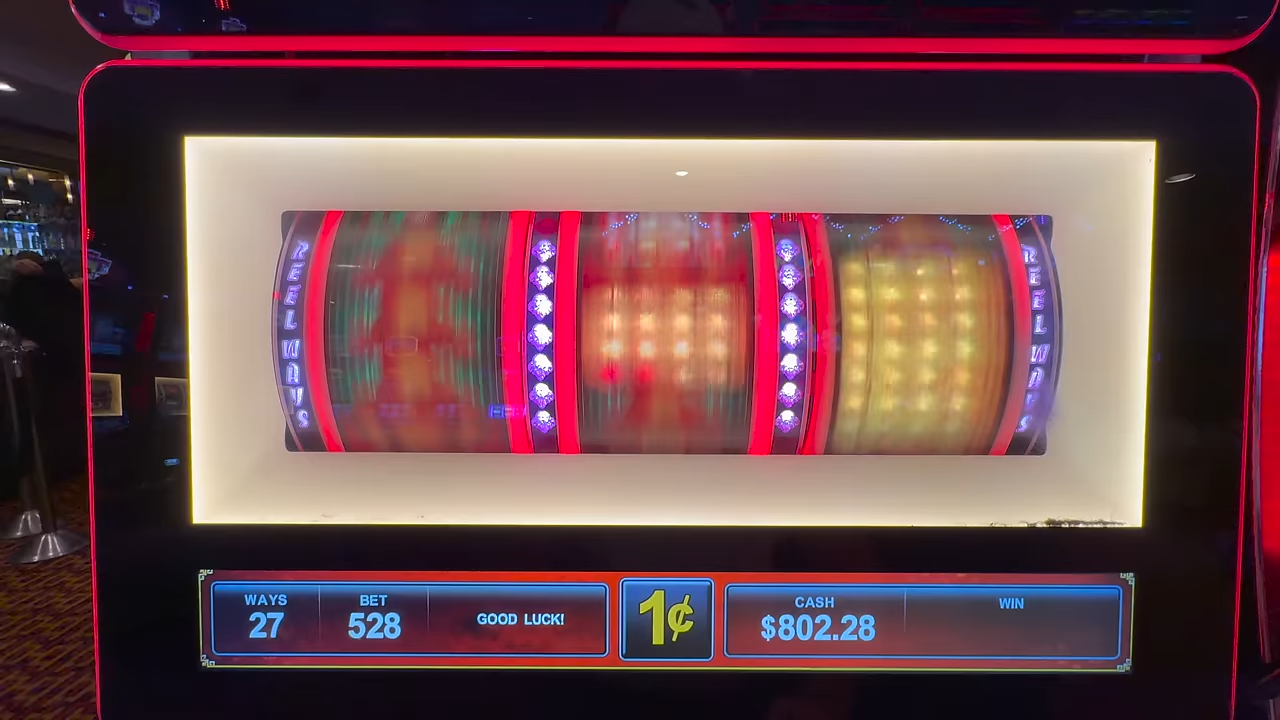 REEL WAYS
REEL WAYS
WAYS
27
BET
528
GOOD LUCK!
1¢
CASH
$802.28
WIN